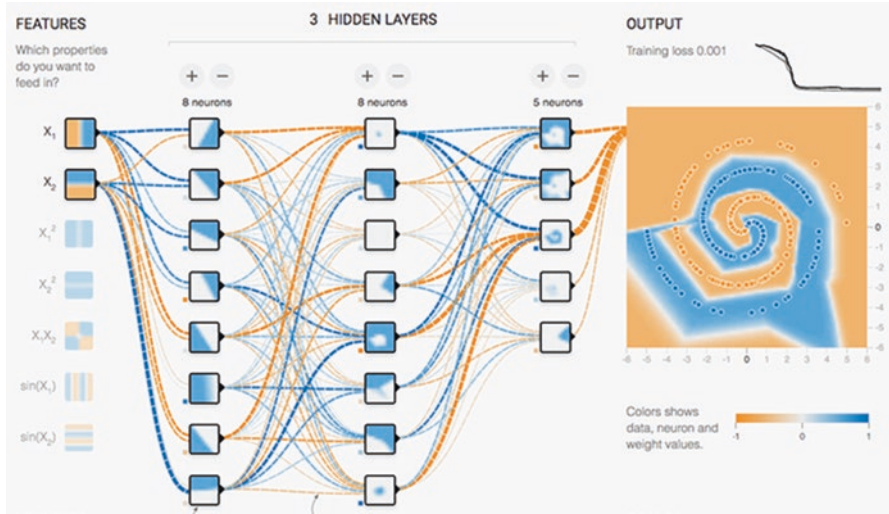 FEATURES
Which properties
do you want to
feed in?
X1
X2
X1²
X2²
X1X2
sin(X1)
sin(X2)
3 HIDDEN LAYERS
+ −
+ −
+ −
8 neurons
8 neurons
5 neurons
OUTPUT
Training loss 0.001
6
5
4
3
2
1
0
-1
-2
-3
-4
-5
-6
-6 -5 -4 -3 -2 -1 0 1 2 3 4 5 6
Colors shows
data, neuron and
weight values.
-1 0 1